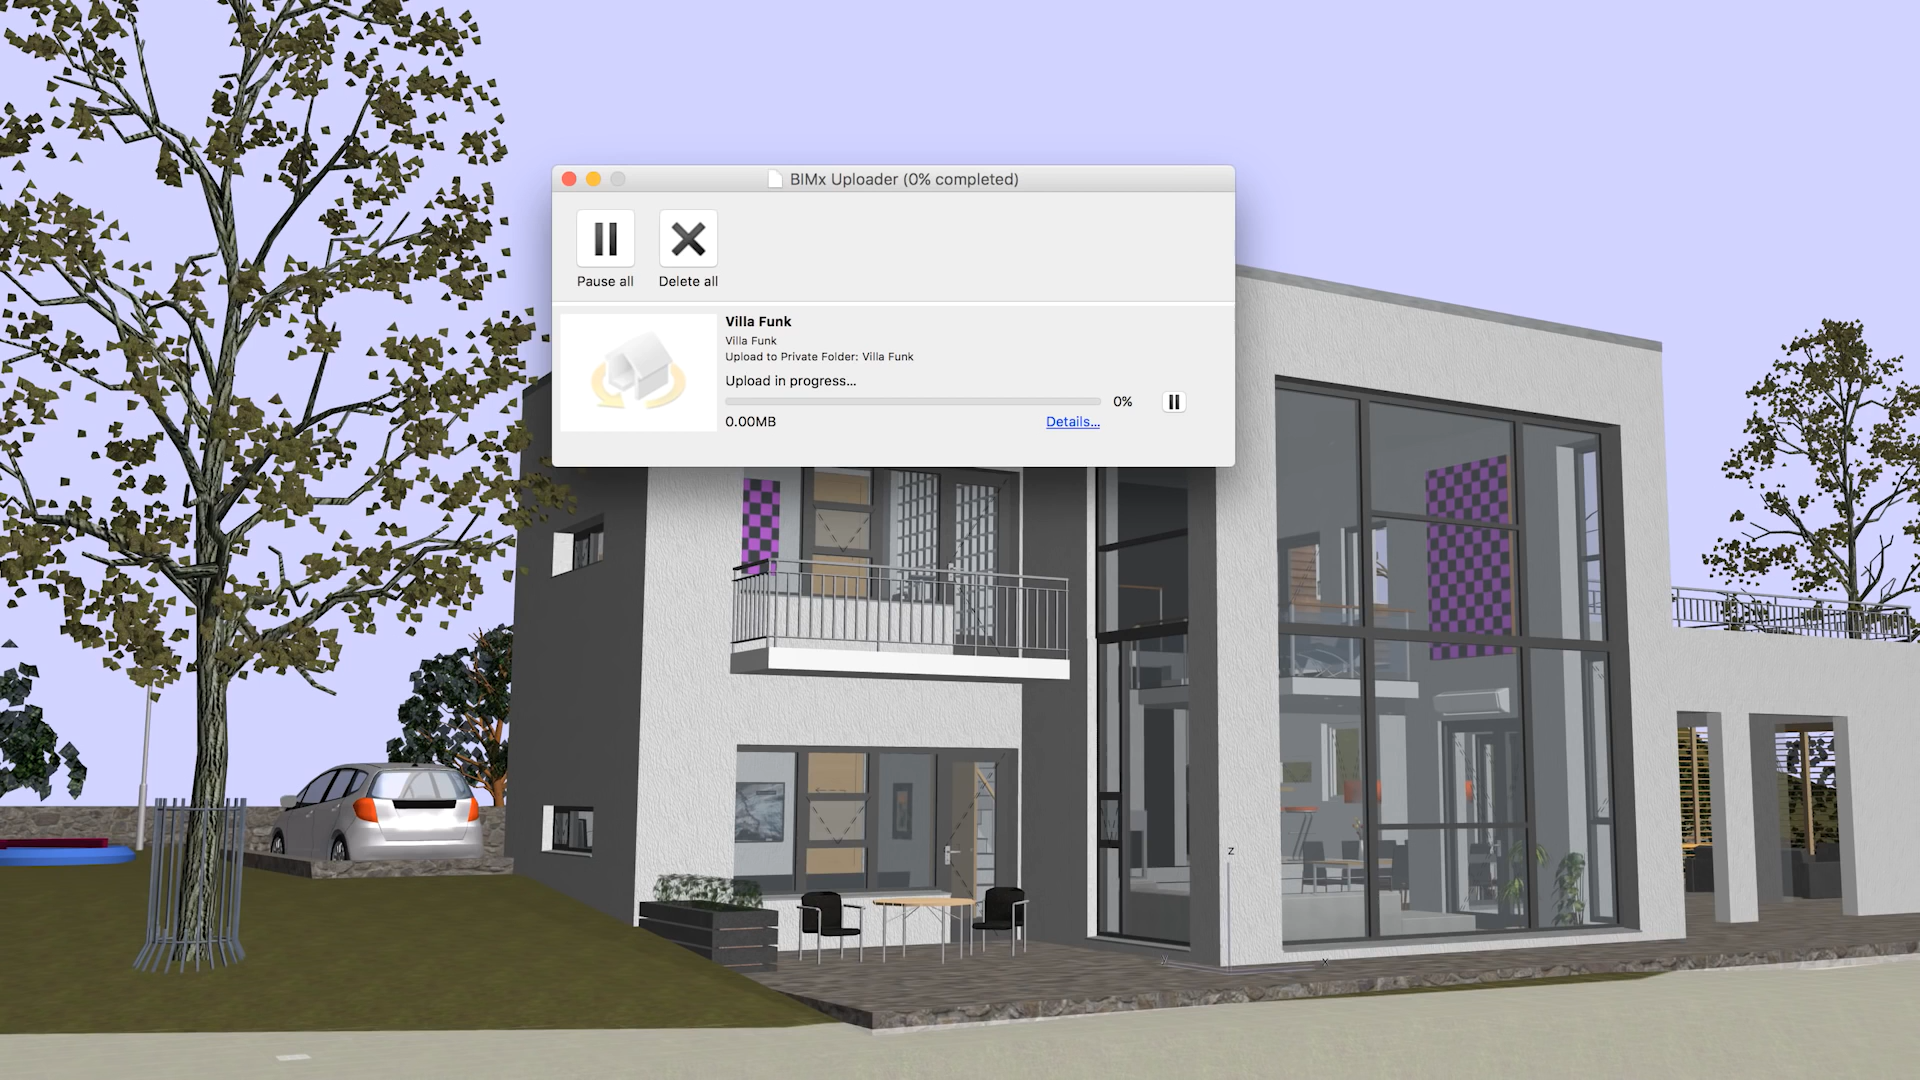 BIMx Uploader (0% completed)
Pause all
Delete all
Villa Funk
Villa Funk
Upload to Private Folder: Villa Funk
Upload in progress...
0%
0.00MB
Details...
z
y
x